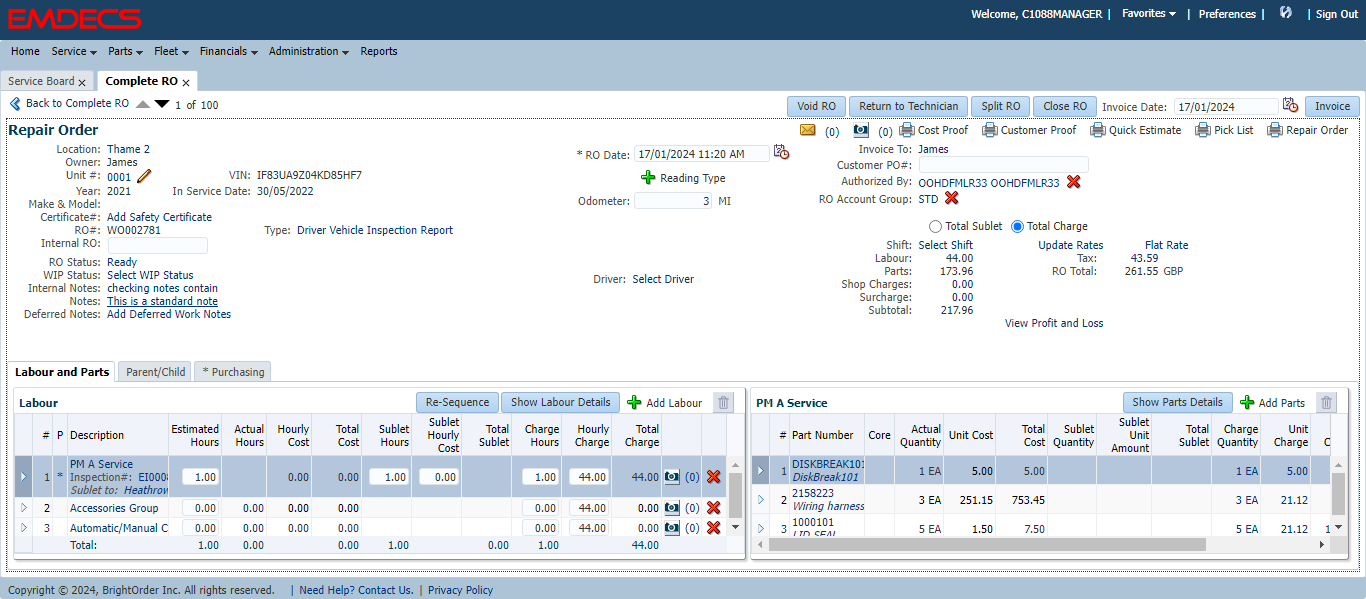 EMDECS
Welcome, C1088MANAGER | Favorites | Preferences | | Sign Out
Home Service Parts Fleet Financials Administration Reports
Service Board x Complete RO x
Back to Complete RO 1 of 100 Void RO Return to Technician Split RO Close RO Invoice Date: 17/01/2024 Invoice
Repair Order (0) (0) Cost Proof Customer Proof Quick Estimate Pick List Repair Order
Location: Thame 2 * RO Date: 17/01/2024 11:20 AM Invoice To: James
Owner: James Customer PO#:
Unit #: 0001 VIN: IF83UA9Z04KD85HF7 Reading Type Authorized By: OOHDFMLR33 OOHDFMLR33
Year: 2021 In Service Date: 30/05/2022 Odometer: 3 MI RO Account Group: STD
Make & Model:
Certificate#: Add Safety Certificate
RO#: WO002781 Type: Driver Vehicle Inspection Report Total Sublet Total Charge
Internal RO: Shift: Select Shift Update Rates Flat Rate
RO Status: Ready Labour: 44.00 Tax: 43.59
WIP Status: Select WIP Status Driver: Select Driver Parts: 173.96 RO Total: 261.55 GBP
Internal Notes: checking notes contain Shop Charges: 0.00
Notes: This is a standard note Surcharge: 0.00
Deferred Notes: Add Deferred Work Notes Subtotal: 217.96
View Profit and Loss
Labour and Parts Parent/Child * Purchasing
Labour Re-Sequence Show Labour Details Add Labour
# P Description Estimated Hours Actual Hours Hourly Cost Total Cost Sublet Hours Sublet Hourly Cost Total Sublet Charge Hours Hourly Charge Total Charge
1 * PM A Service 1.00 0.00 0.00 1.00 0.00 1.00 44.00 44.00 (0)
Inspection#: EI0008
Sublet to: Heathrow
2 Accessories Group 0.00 0.00 0.00 0.00 0.00 44.00 0.00 (0)
3 Automatic/Manual C 0.00 0.00 0.00 0.00 0.00 44.00 0.00 (0)
Total: 1.00 0.00 0.00 1.00 0.00 1.00 44.00
PM A Service Show Parts Details Add Parts
# Part Number Core Actual Quantity Unit Cost Total Cost Sublet Quantity Sublet Unit Amount Total Sublet Charge Quantity Unit Charge C
1 DISKBREAK101 1 EA 5.00 5.00 1 EA 5.00
DiskBreak101
2 2158223 3 EA 251.15 753.45 3 EA 21.12
Wiring harness
3 1000101 5 EA 1.50 7.50 5 EA 21.12 1
LID SEAL
Copyright © 2024, BrightOrder Inc. All rights reserved. | Need Help? Contact Us. | Privacy Policy